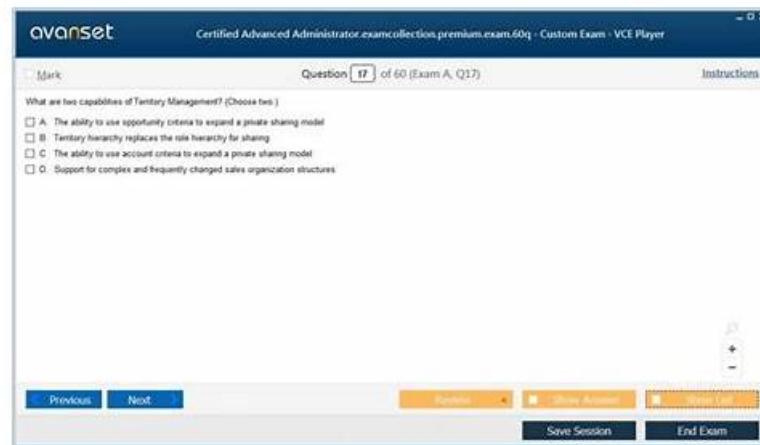 avanset
Certified Advanced Administrator.examcollection.premium.exam.60q - Custom Exam - VCE Player
Mark
Question 17 of 60 (Exam A, Q17)
Instructions
What are two capabilities of Territory Management? (Choose two.)
A. The ability to use opportunity criteria to expand a private sharing model
B. Territory hierarchy replaces the role hierarchy for sharing
C. The ability to use account criteria to expand a private sharing model
D. Support for complex and frequently changed sales organization structures
+
−
Previous
Next
Review
Show Answer
Show List
Save Session
End Exam